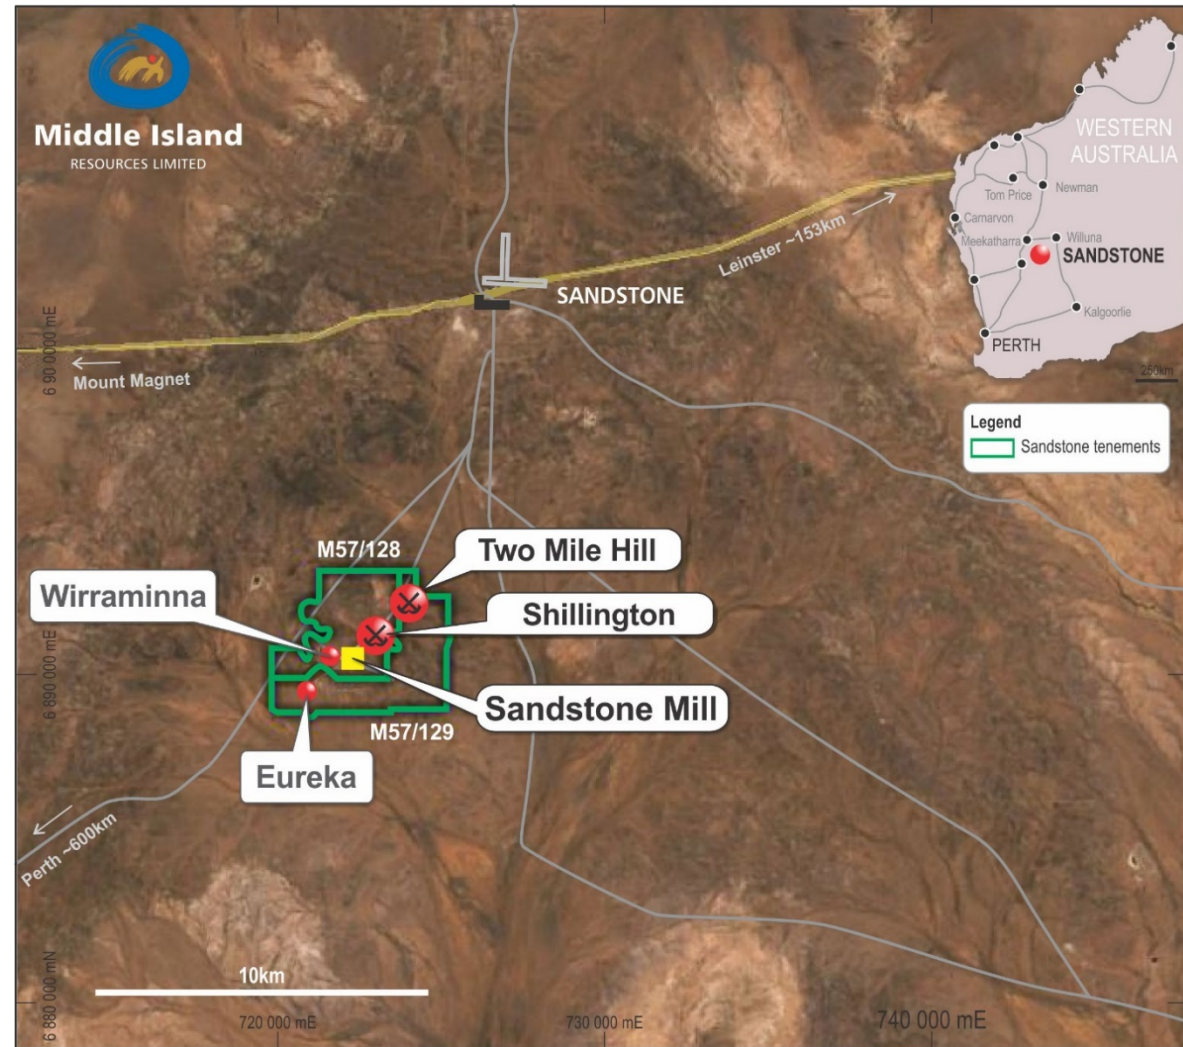 Middle Island
RESOURCES LIMITED
WESTERN
AUSTRALIA
Tom Price
Newman
Carnarvon
Meekatharra
Willuna
SANDSTONE
Kalgoorlie
PERTH
250km
Leinster ~153km
SANDSTONE
Mount Magnet
6 90 0000 mE
Legend
Sandstone tenements
M57/128
Two Mile Hill
Wirraminna
Shillington
6 890 000 mE
Sandstone Mill
M57/129
Eureka
Perth ~600km
10km
6 880 000 mN
720 000 mE
730 000 mE
740 000 mE